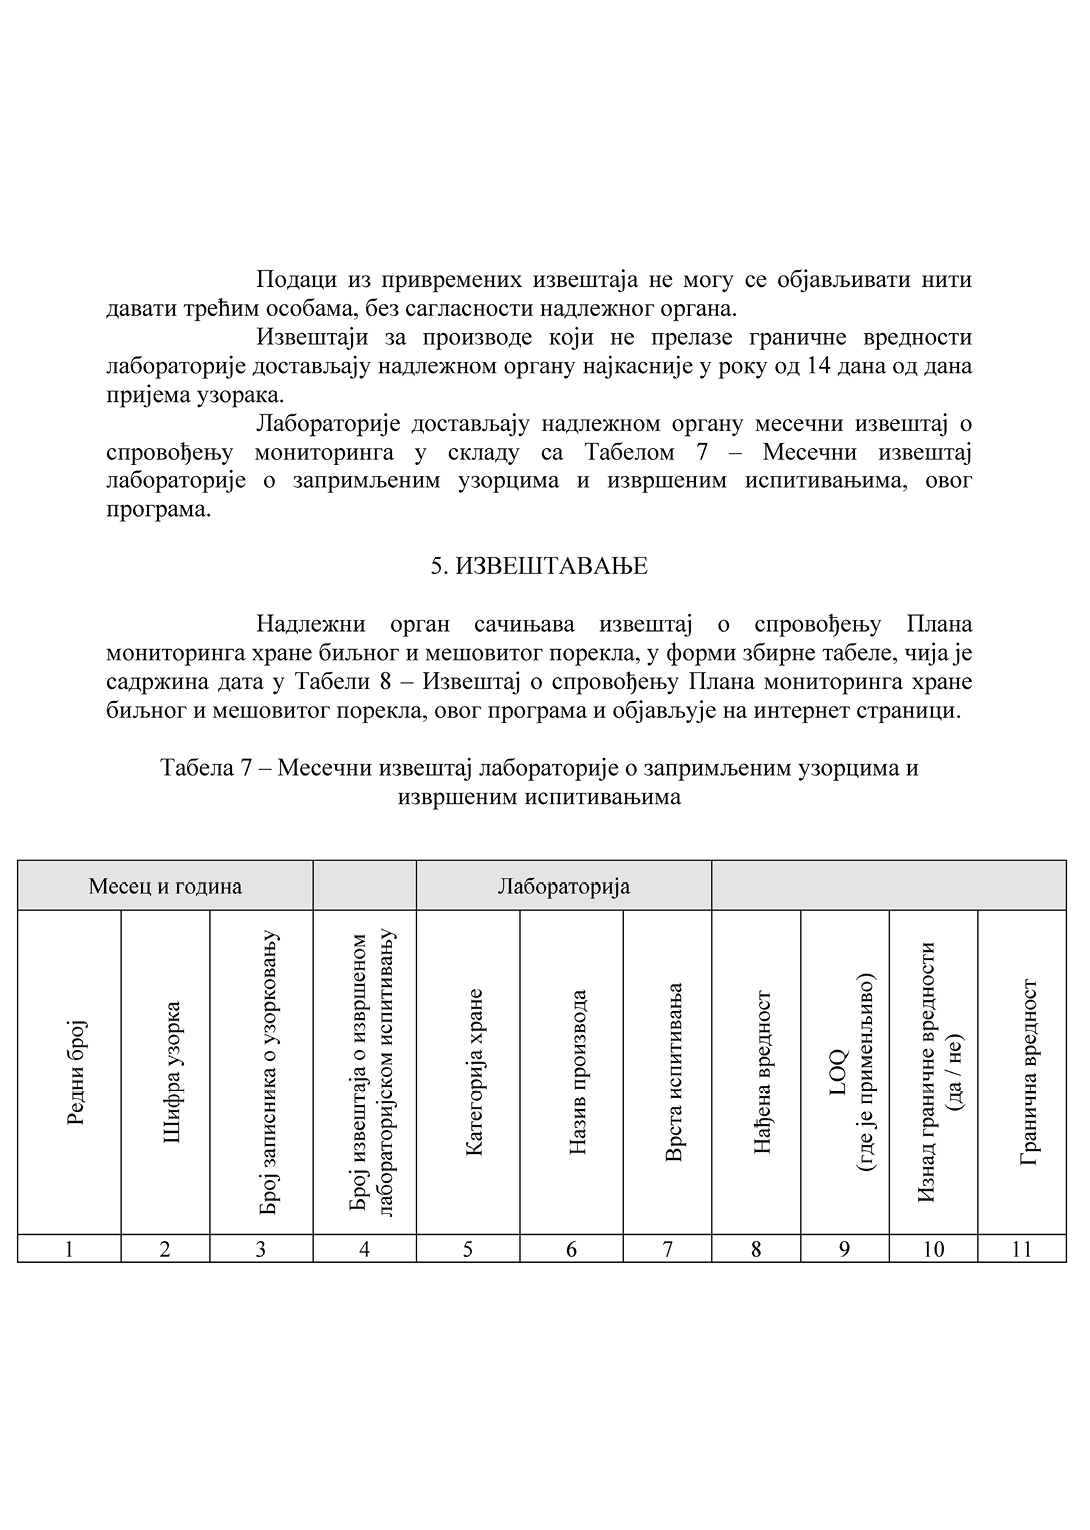 Подаци из привремених извештаја не могу се објављивати нити
давати трећим особама, без сагласности надлежног органа.
Извештаји за производе који не прелазе граничне вредности
лабораторије достављају надлежном органу најкасније у року од 14 дана од дана
пријема узорака.
Лабораторије достављају надлежном органу месечни извештај о
спровођењу мониторинга у складу са Табелом 7 – Месечни извештај
лабораторије о запримљеним узорцима и извршеним испитивањима, овог
програма.
5. ИЗВЕШТАВАЊЕ
Надлежни орган сачињава извештај о спровођењу Плана
мониторинга хране биљног и мешовитог порекла, у форми збирне табеле, чија је
садржина дата у Табели 8 – Извештај о спровођењу Плана мониторинга хране
биљног и мешовитог порекла, овог програма и објављује на интернет страници.
Табела 7 – Месечни извештај лабораторије о запримљеним узорцима и
извршеним испитивањима
Месец и година
Лабораторија
Редни број
Шифра узорка
Број записника о узорковању
Број извештаја о извршеном
лабораторијском испитивању
Категорија хране
Назив производа
Врста испитивања
Нађена вредност
LOQ
(где је применљиво)
Изнад граничне вредности
(да / не)
Гранична вредност
1 2 3 4 5 6 7 8 9 10 11